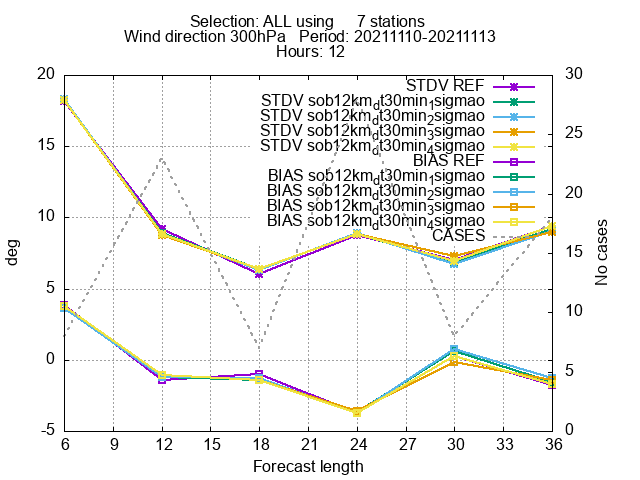 Selection: ALL using 7 stations
Wind direction 300hPa Period: 20211110-20211113
Hours: 12
20
15
10
5
0
-5
deg
30
25
20
15
10
5
0
No cases
STDV REF
STDV sob12km_dt30min_1sigmao
STDV sob12km_dt30min_2sigmao
STDV sob12km_dt30min_3sigmao
STDV sob12km_dt30min_4sigmao
BIAS REF
BIAS sob12km_dt30min_1sigmao
BIAS sob12km_dt30min_2sigmao
BIAS sob12km_dt30min_3sigmao
BIAS sob12km_dt30min_4sigmao
CASES
6 9 12 15 18 21 24 27 30 33 36
Forecast length